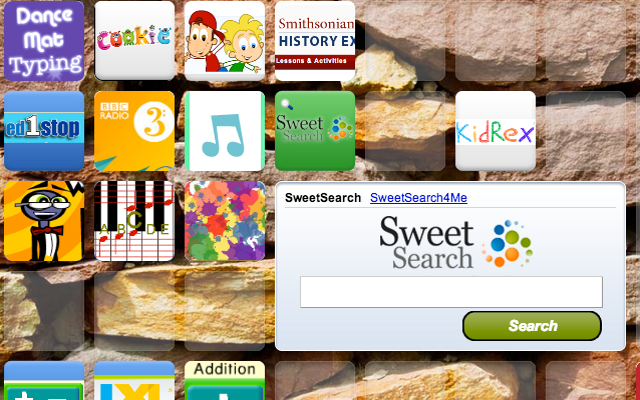 Dance
Mat
Typing
cookie
Smithsonian
HISTORY EX
Lessons & Activities
ed1stop
BBC
RADIO
3
Sweet
Search
KidRex
ABCDE
SweetSearch SweetSearch4Me
Sweet
Search
Search
Addition